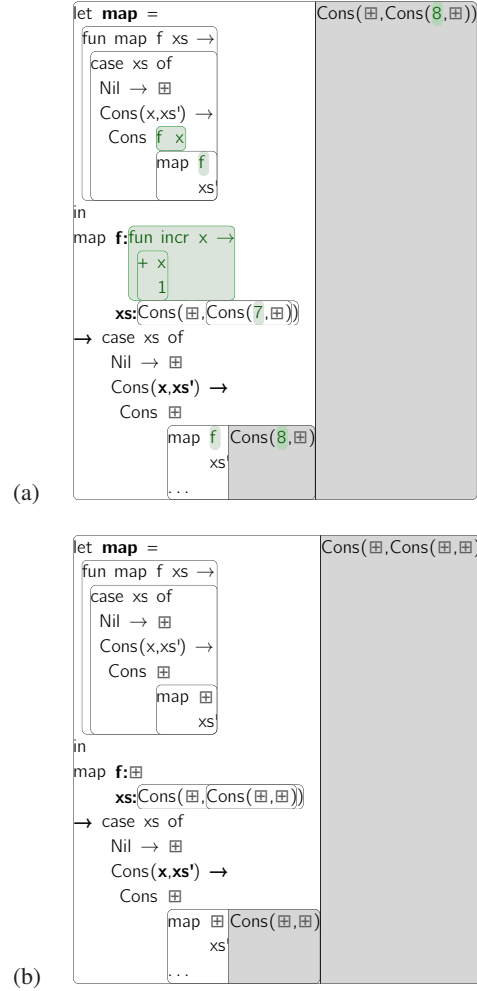 let map = Cons(⊞,Cons(8,⊞))
fun map f xs →
case xs of
Nil → ⊞
Cons(x,xs') →
Cons f x
map f
xs'
in
map f:fun incr x →
+ x
1
xs:Cons(⊞,Cons(7,⊞))
→ case xs of
Nil → ⊞
Cons(x,xs') →
Cons ⊞
map f Cons(8,⊞)
xs'
(a) ...
let map = Cons(⊞,Cons(⊞,⊞)
fun map f xs →
case xs of
Nil → ⊞
Cons(x,xs') →
Cons ⊞
map ⊞
xs'
in
map f:⊞
xs:Cons(⊞,Cons(⊞,⊞))
→ case xs of
Nil → ⊞
Cons(x,xs') →
Cons ⊞
map ⊞ Cons(⊞,⊞)
xs'
(b) ...